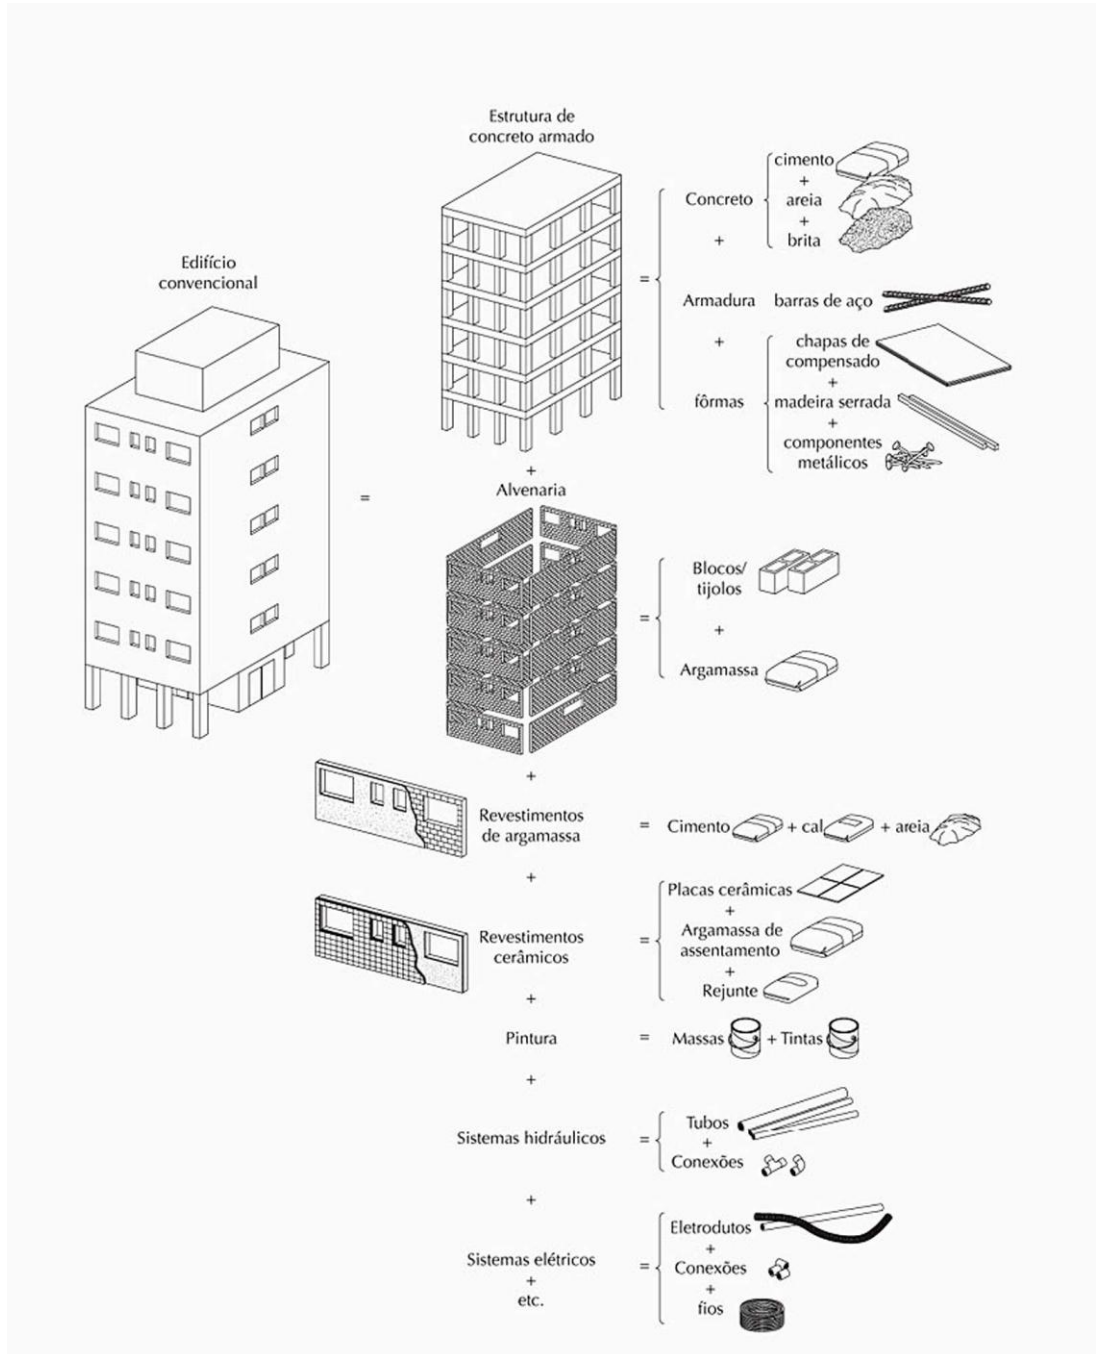 Estrutura de
concreto armado
Edifício
convencional
=
=
Concreto
cimento
+
areia
+
brita
+
Armadura
barras de aço
+
fôrmas
chapas de
compensado
+
madeira serrada
+
componentes
metálicos
+
Alvenaria
=
Blocos/
tijolos
+
Argamassa
+
Revestimentos
de argamassa
= Cimento + cal + areia
+
Revestimentos
cerâmicos
=
Placas cerâmicas
+
Argamassa de
assentamento
+
Rejunte
+
Pintura = Massas + Tintas
+
Sistemas hidráulicos =
Tubos
+
Conexões
+
Sistemas elétricos
+
etc.
=
Eletrodutos
+
Conexões
+
fios